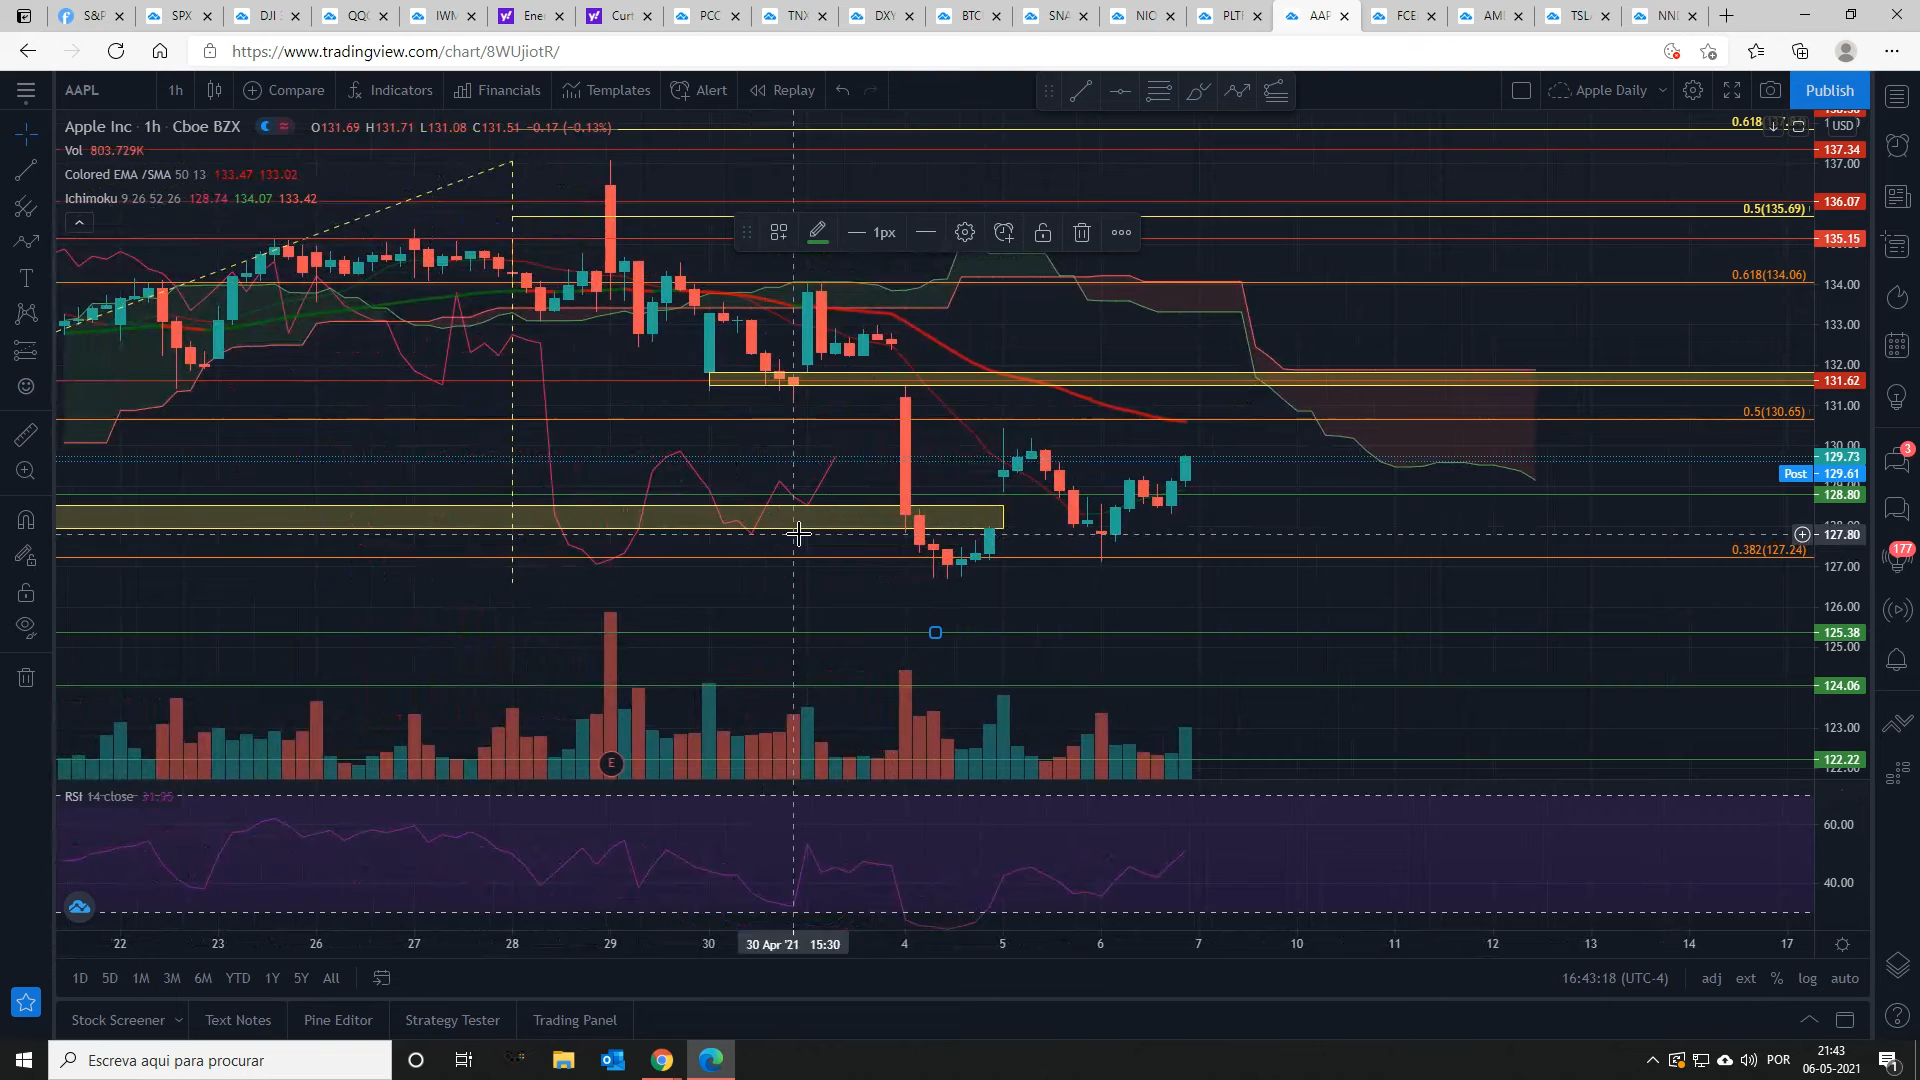 S&P
SPX
DJI
QQC
IWM
Ene
Curt
PCC
TNX
DXY
BTC
SNA
NIO
PLTI
AAP
FCE
AMI
TSL
NNI
https://www.tradingview.com/chart/8WUjiotR/
AAPL 1h Compare Indicators Financials Templates Alert Replay Apple Daily Publish
Apple Inc · 1h · Cboe BZX O131.69 H131.71 L131.08 C131.51 −0.17 (−0.13%)
Vol 803.729K
Colored EMA /SMA 50 13 133.47 133.02
Ichimoku 9 26 52 26 128.74 134.07 133.42
1px
USD
137.34
137.00
136.07
0.5(135.69)
135.15
0.618(134.06)
134.00
133.00
132.00
131.62
0.5(130.65)
131.00
130.00
129.73
Post 129.61
128.80
127.80
0.382(127.24)
127.00
126.00
125.38
125.00
124.06
123.00
122.22
E
RSI 14 close 31.95
60.00
40.00
22 23 26 27 28 29 30 30 Apr '21 15:30 4 5 6 7 10 11 12 13 14 17
1D 5D 1M 3M 6M YTD 1Y 5Y All 16:43:18 (UTC-4) adj ext % log auto
Stock Screener Text Notes Pine Editor Strategy Tester Trading Panel
3
177
Escreva aqui para procurar
POR
21:43
06-05-2021
1